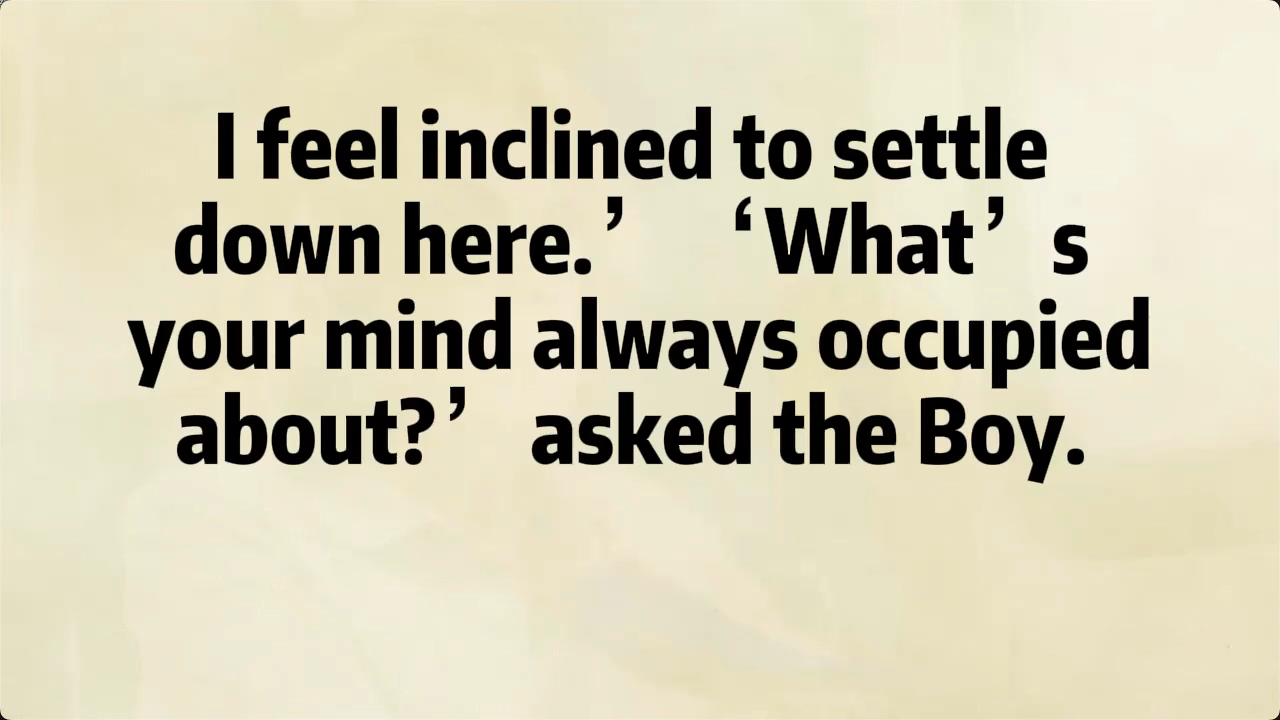 I feel inclined to settle
down here.’ ‘What’s
your mind always occupied
about?’ asked the Boy.